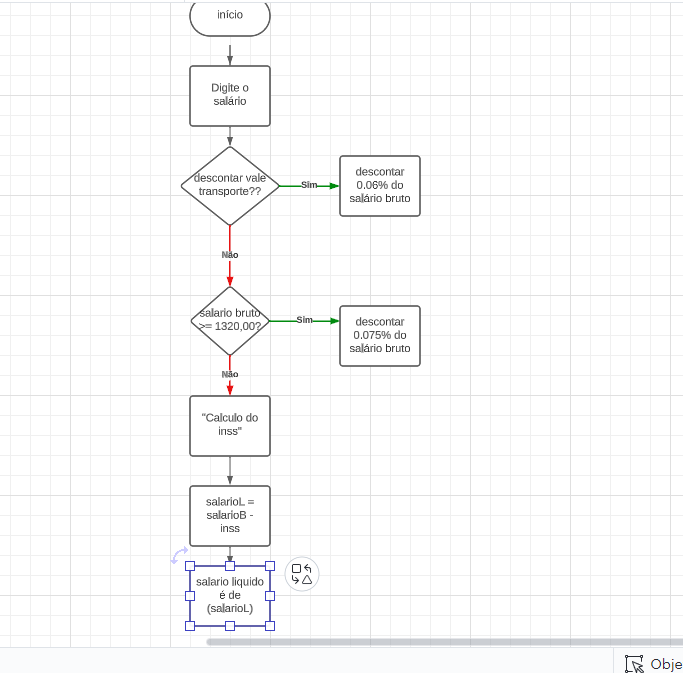 início
Digite o
salário
descontar vale
transporte??
Sim
descontar
0.06% do
salário bruto
Não
salario bruto
>= 1320,00?
Sim
descontar
0.075% do
salário bruto
Não
"Calculo do
inss"
salarioL =
salarioB -
inss
salario liquido
é de
(salarioL)
Obje